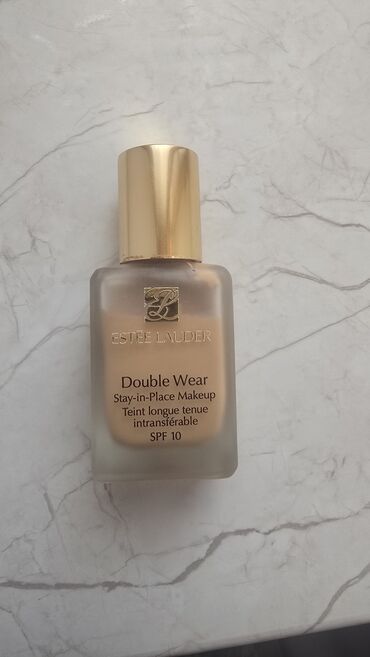 ESTĒE LAUDER
Double Wear
Stay-in-Place Makeup
Teint longue tenue
intransférable
SPF 10